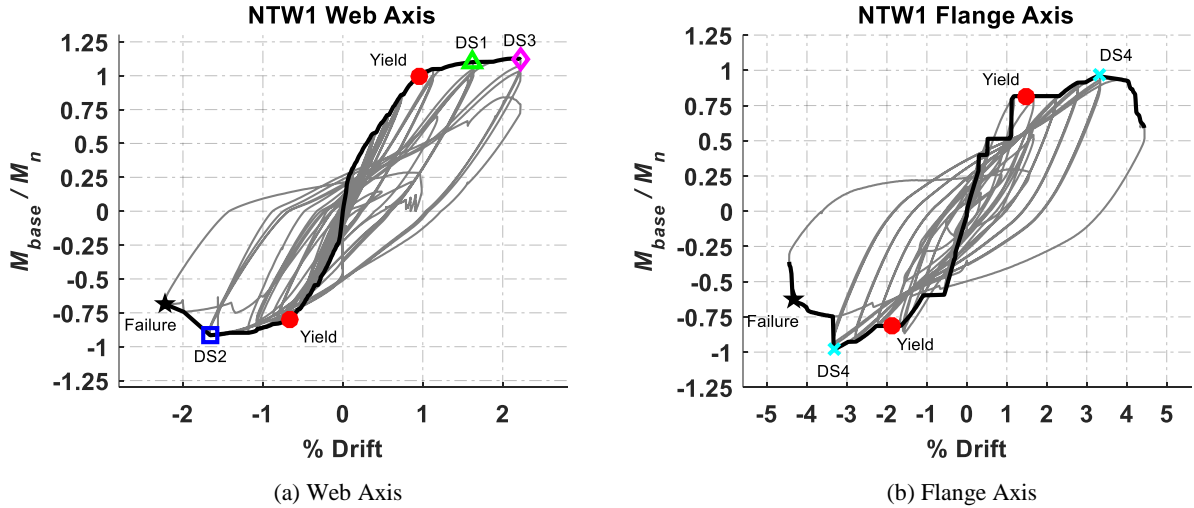 NTW1 Web Axis
1.25
1
0.75
0.5
0.25
0
-0.25
-0.5
-0.75
-1
-1.25
M_base / M_n
Yield
DS1
DS3
Failure
DS2
Yield
-2 -1 0 1 2
% Drift
(a) Web Axis
NTW1 Flange Axis
1.25
1
0.75
0.5
0.25
0
-0.25
-0.5
-0.75
-1
-1.25
M_base / M_n
DS4
Yield
Failure
Yield
DS4
-5 -4 -3 -2 -1 0 1 2 3 4 5
% Drift
(b) Flange Axis